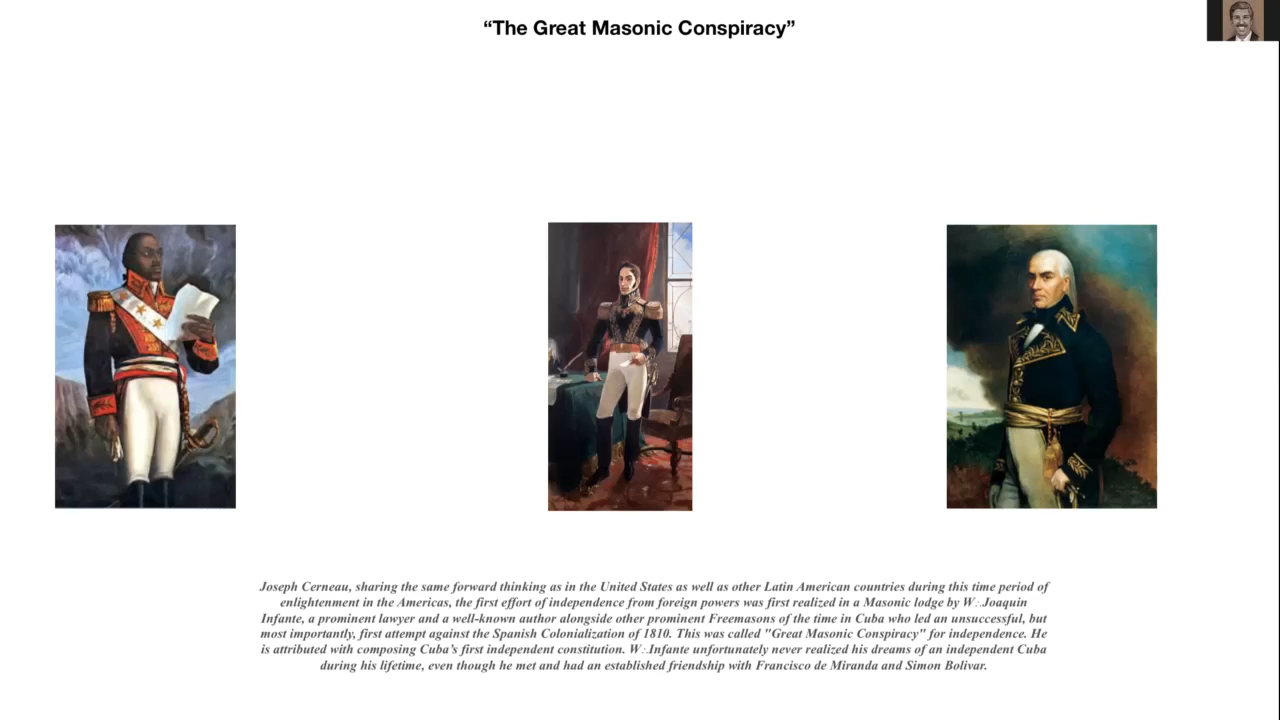 “The Great Masonic Conspiracy”
Joseph Cerneau, sharing the same forward thinking as in the United States as well as other Latin American countries during this time period of
enlightenment in the Americas, the first effort of independence from foreign powers was first realized in a Masonic lodge by W∴Joaquin
Infante, a prominent lawyer and a well-known author alongside other prominent Freemasons of the time in Cuba who led an unsuccessful, but
most importantly, first attempt against the Spanish Colonialization of 1810. This was called "Great Masonic Conspiracy" for independence. He
is attributed with composing Cuba’s first independent constitution. W∴Infante unfortunately never realized his dreams of an independent Cuba
during his lifetime, even though he met and had an established friendship with Francisco de Miranda and Simon Bolivar.